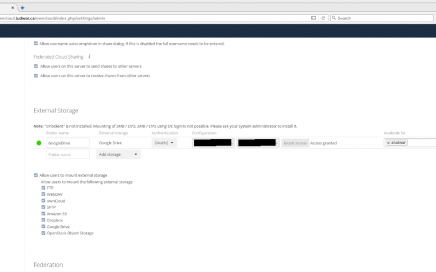 owncloud.ludwar.ca/owncloud/index.php/settings/admin
Search
Allow username autocompletion in share dialog. If this is disabled the full username needs to be entered.
Federated Cloud Sharing
Allow users on this server to send shares to other servers
Allow users on this server to receive shares from other servers
External Storage
Note: "smbclient" is not installed. Mounting of "SMB / CIFS", "SMB / CIFS using OC login" is not possible. Please ask your system administrator to install it.
Folder name External storage Authentication Configuration Available for
GoogleDrive Google Drive OAuth2 Grant access Access granted
Folder name Add storage
Allow users to mount external storage
Allow users to mount the following external storage
FTP
WebDAV
ownCloud
SFTP
Amazon S3
Dropbox
Google Drive
OpenStack Object Storage
Federation